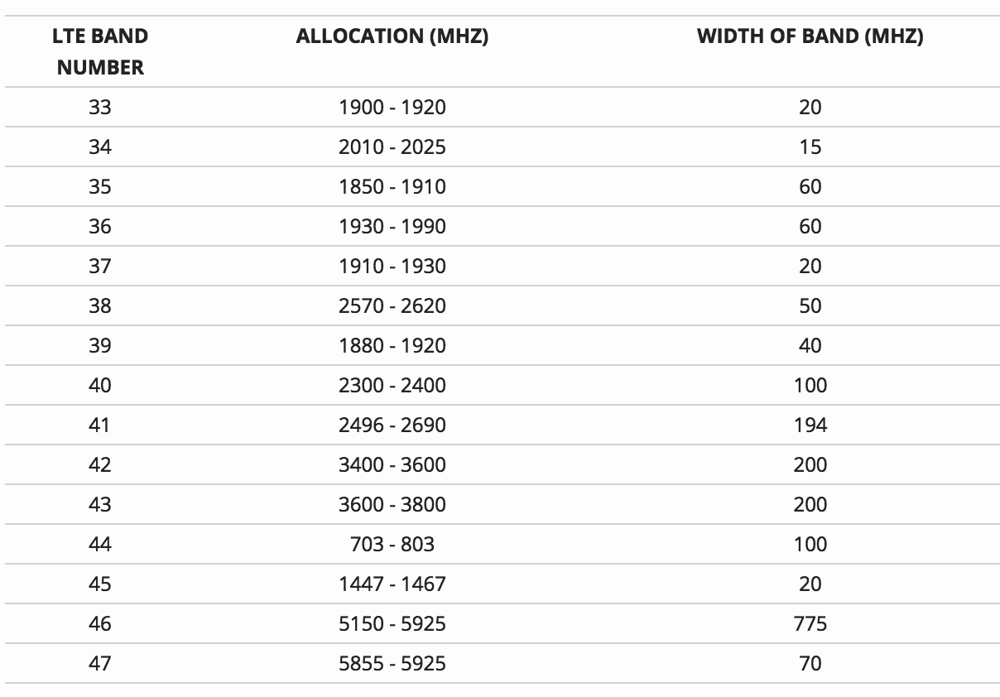 LTE BAND NUMBER ALLOCATION (MHZ) WIDTH OF BAND (MHZ)
33 1900 - 1920 20
34 2010 - 2025 15
35 1850 - 1910 60
36 1930 - 1990 60
37 1910 - 1930 20
38 2570 - 2620 50
39 1880 - 1920 40
40 2300 - 2400 100
41 2496 - 2690 194
42 3400 - 3600 200
43 3600 - 3800 200
44 703 - 803 100
45 1447 - 1467 20
46 5150 - 5925 775
47 5855 - 5925 70